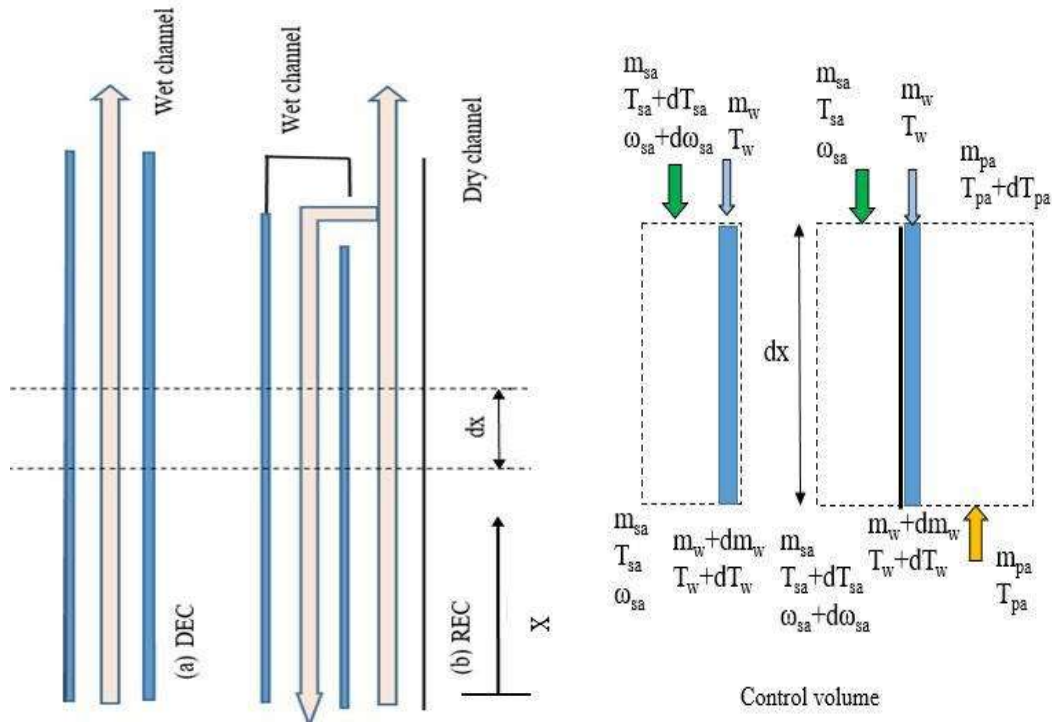 Wet channel
(a) DEC
Wet channel
(b) REC
Dry channel
dx
X
m_sa
T_sa+dT_sa
ω_sa+dω_sa
m_w
T_w
m_sa
T_sa
ω_sa
m_w+dm_w
T_w+dT_w
m_sa
T_sa
ω_sa
m_w
T_w
m_pa
T_pa+dT_pa
dx
m_sa
T_sa+dT_sa
ω_sa+dω_sa
m_w+dm_w
T_w+dT_w
m_pa
T_pa
Control volume